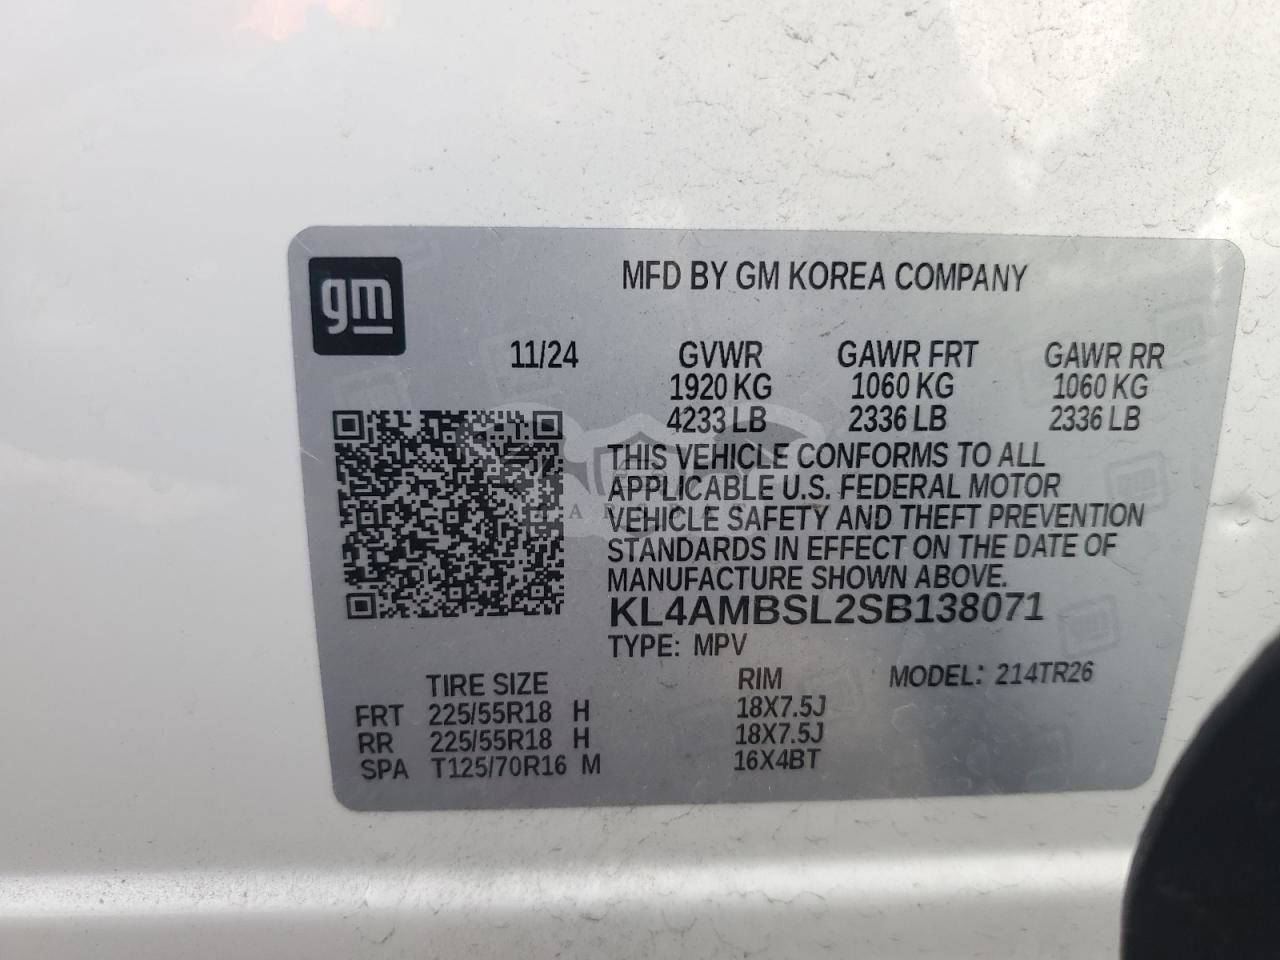 gm
MFD BY GM KOREA COMPANY
11/24 GVWR GAWR FRT GAWR RR
1920 KG 1060 KG 1060 KG
4233 LB 2336 LB 2336 LB
THIS VEHICLE CONFORMS TO ALL
APPLICABLE U.S. FEDERAL MOTOR
VEHICLE SAFETY AND THEFT PREVENTION
STANDARDS IN EFFECT ON THE DATE OF
MANUFACTURE SHOWN ABOVE.
KL4AMBSL2SB138071
TYPE: MPV
TIRE SIZE RIM MODEL: 214TR26
FRT 225/55R18 H 18X7.5J
RR 225/55R18 H 18X7.5J
SPA T125/70R16 M 16X4BT